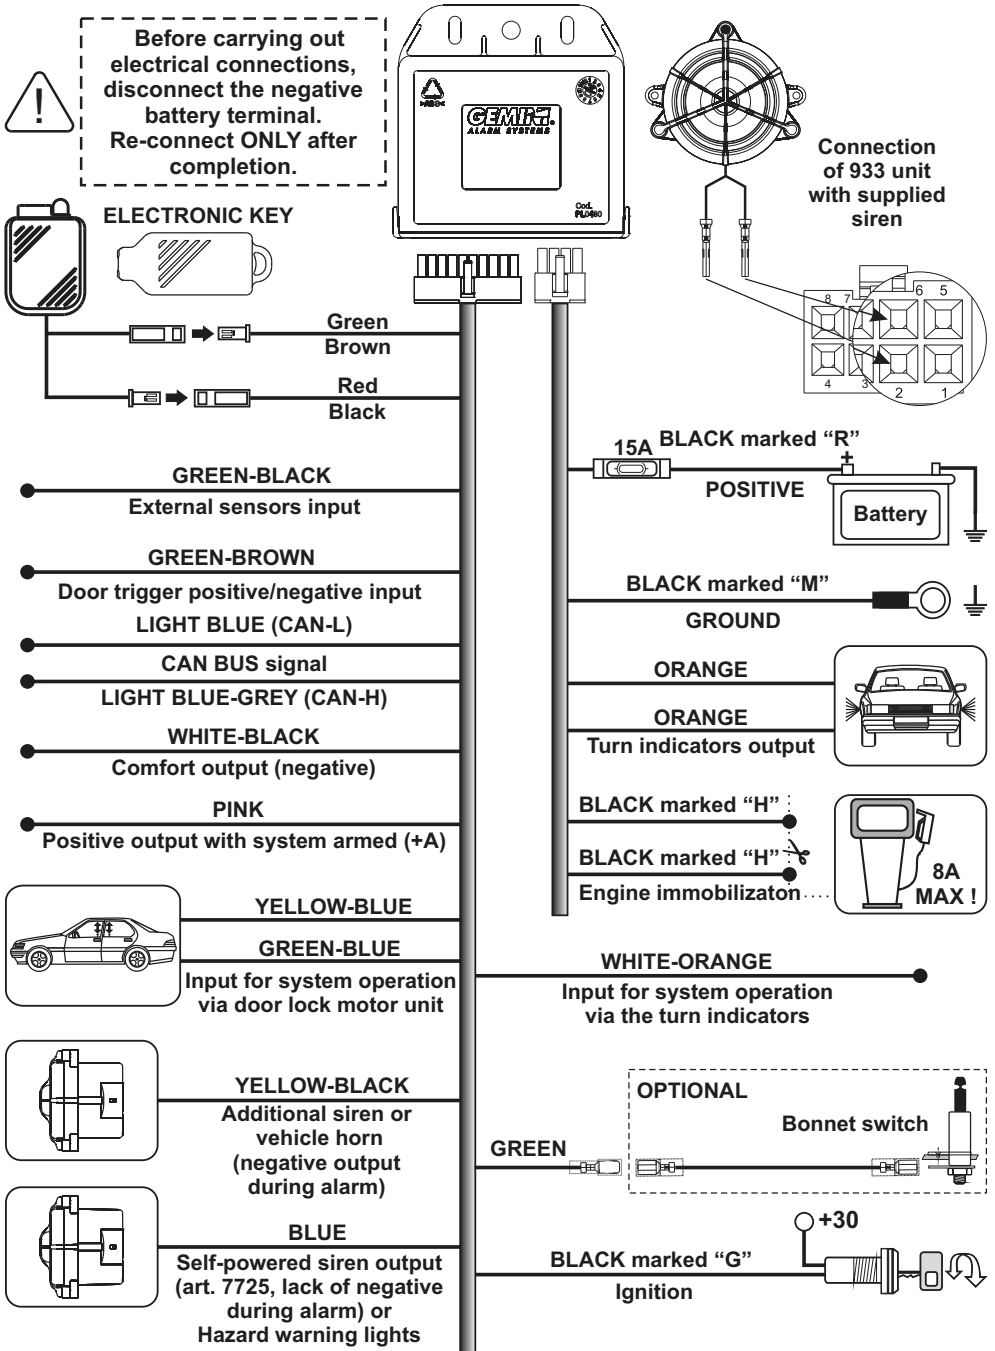 Before carrying out
electrical connections,
disconnect the negative
battery terminal.
Re-connect ONLY after
completion.
!
GEMINI.
ALARM SYSTEMS
>ABS<
Cod.
PL0480
Connection
of 933 unit
with supplied
siren
8 7 6 5
4 3 2 1
ELECTRONIC KEY
Green
Brown
Red
Black
GREEN-BLACK
External sensors input
GREEN-BROWN
Door trigger positive/negative input
LIGHT BLUE (CAN-L)
CAN BUS signal
LIGHT BLUE-GREY (CAN-H)
WHITE-BLACK
Comfort output (negative)
PINK
Positive output with system armed (+A)
YELLOW-BLUE
GREEN-BLUE
Input for system operation
via door lock motor unit
YELLOW-BLACK
Additional siren or
vehicle horn
(negative output
during alarm)
BLUE
Self-powered siren output
(art. 7725, lack of negative
during alarm) or
Hazard warning lights
15A
BLACK marked “R”
+
POSITIVE
Battery
BLACK marked “M”
GROUND
ORANGE
ORANGE
Turn indicators output
BLACK marked “H”
BLACK marked “H”
Engine immobilizaton
8A
MAX !
WHITE-ORANGE
Input for system operation
via the turn indicators
OPTIONAL
Bonnet switch
GREEN
+30
BLACK marked “G”
Ignition